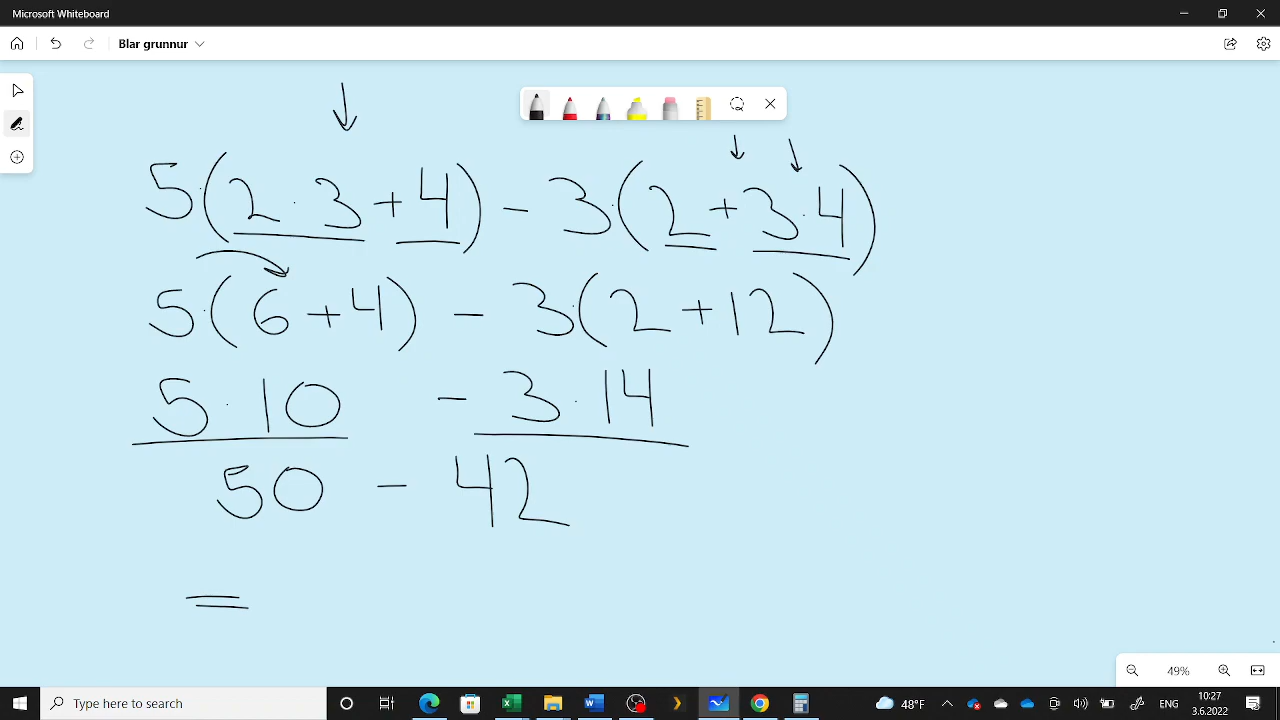 Microsoft Whiteboard
Blar grunnur
5·(2·3+4) - 3·(2+3·4)
5·(6+4) - 3·(2+12)
5·10 - 3·14
50 - 42
=
49%
Type here to search
48°F
ENG
10:27
3.6.2022